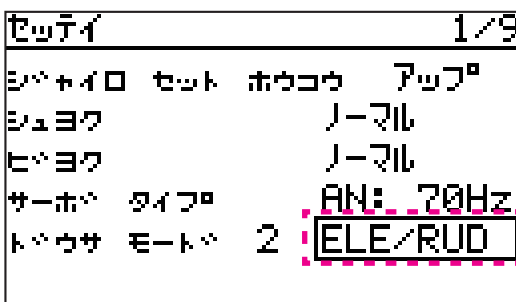 セッテイ 1/9
ジャイロ セット ホウコウ アップ
シュヨク ノーマル
ビヨク ノーマル
サーボ タイプ AN: 70Hz
ドウサ モード 2 ELE/RUD